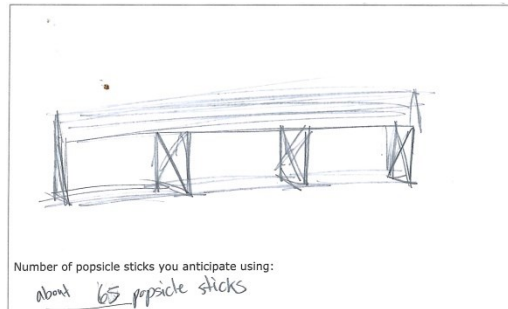 Number of popsicle sticks you anticipate using:
about 65 popsicle sticks